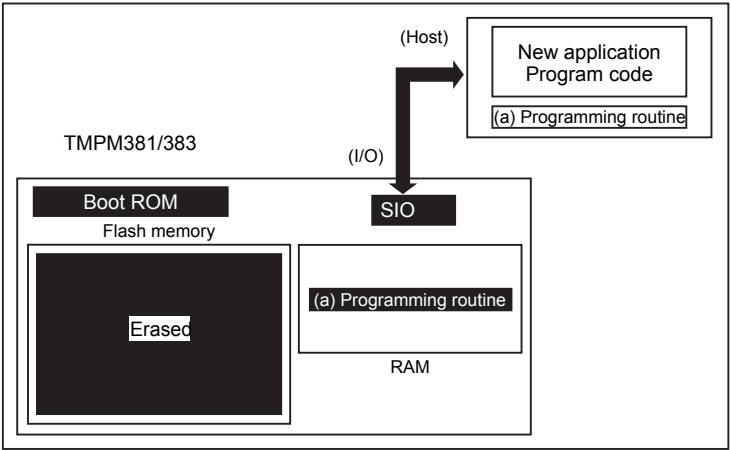 (Host)
New application
Program code
(a) Programming routine
TMPM381/383
(I/O)
Boot ROM
SIO
Flash memory
(a) Programming routine
Erased
RAM